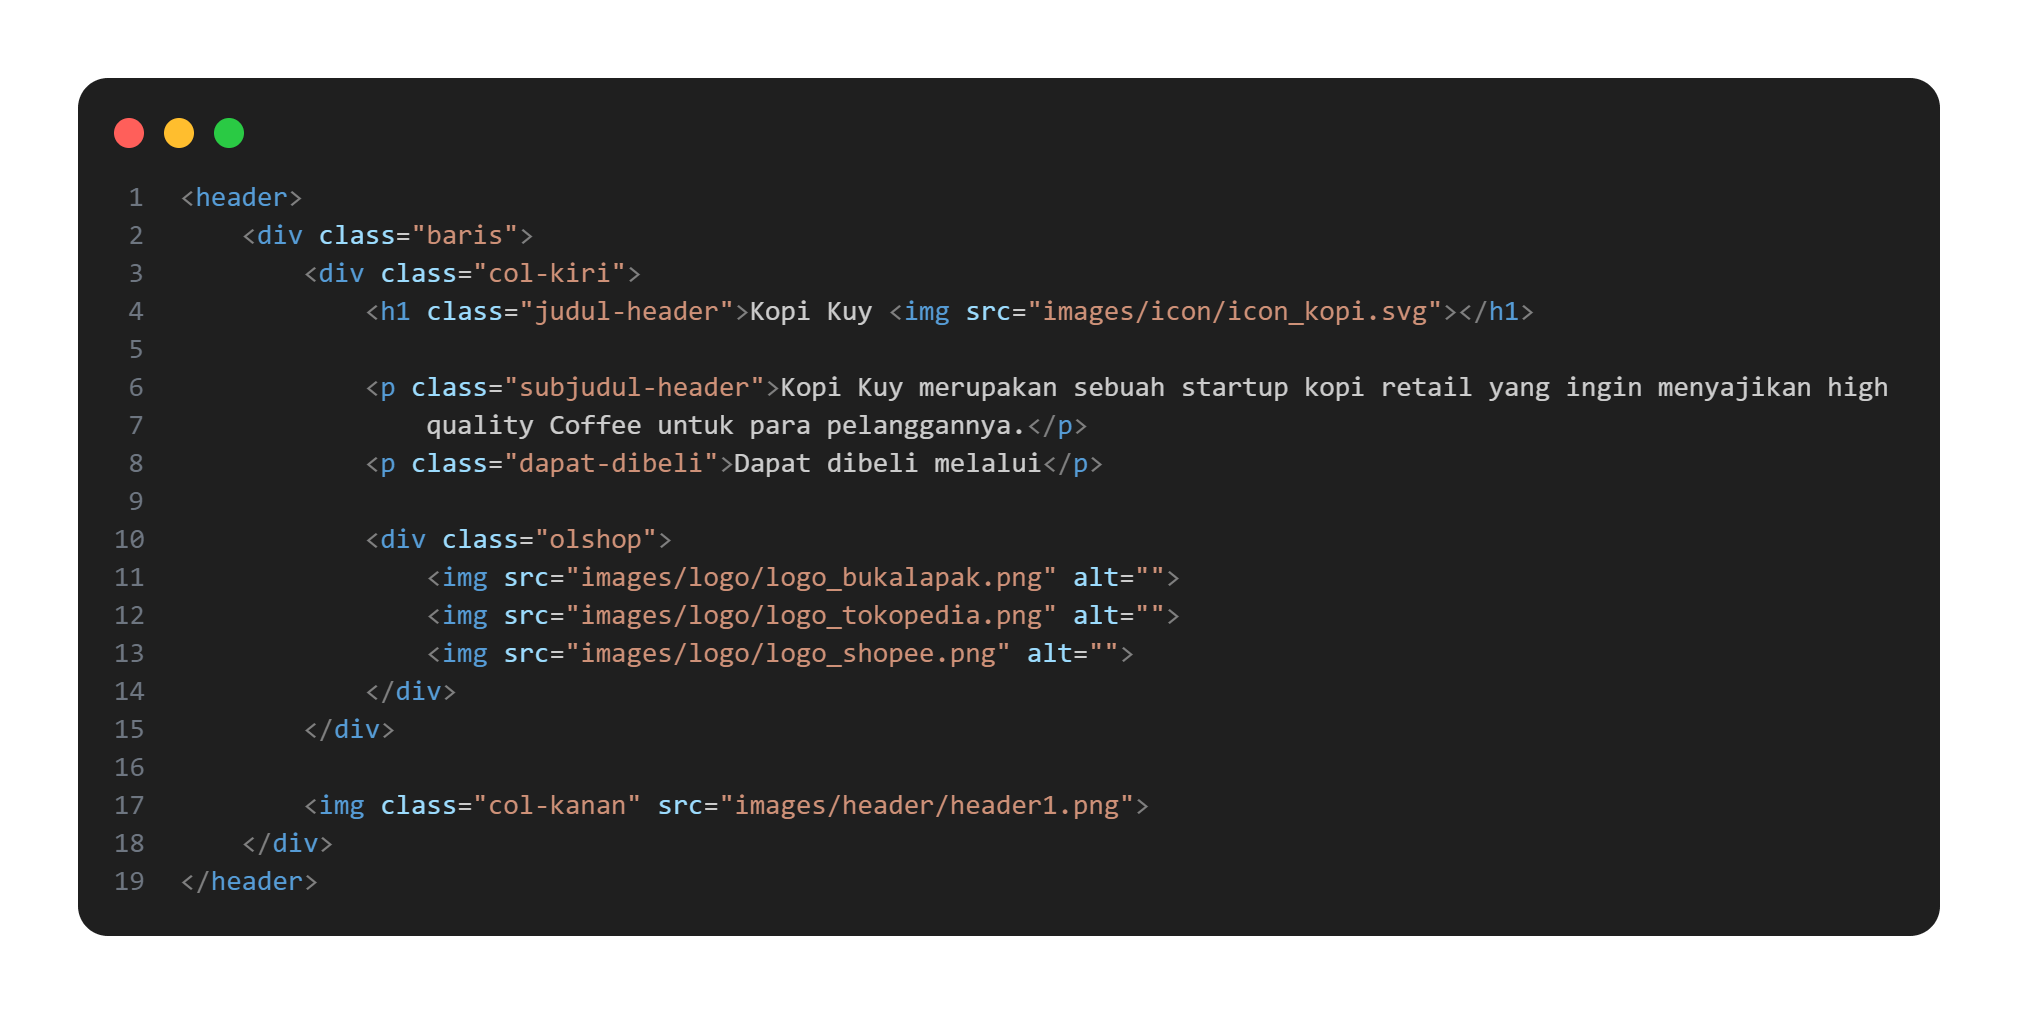 1 <header>
2     <div class="baris">
3         <div class="col-kiri">
4             <h1 class="judul-header">Kopi Kuy <img src="images/icon/icon_kopi.svg"></h1>
5
6             <p class="subjudul-header">Kopi Kuy merupakan sebuah startup kopi retail yang ingin menyajikan high
7                 quality Coffee untuk para pelanggannya.</p>
8             <p class="dapat-dibeli">Dapat dibeli melalui</p>
9
10             <div class="olshop">
11                 <img src="images/logo/logo_bukalapak.png" alt="">
12                 <img src="images/logo/logo_tokopedia.png" alt="">
13                 <img src="images/logo/logo_shopee.png" alt="">
14             </div>
15         </div>
16
17         <img class="col-kanan" src="images/header/header1.png">
18     </div>
19 </header>